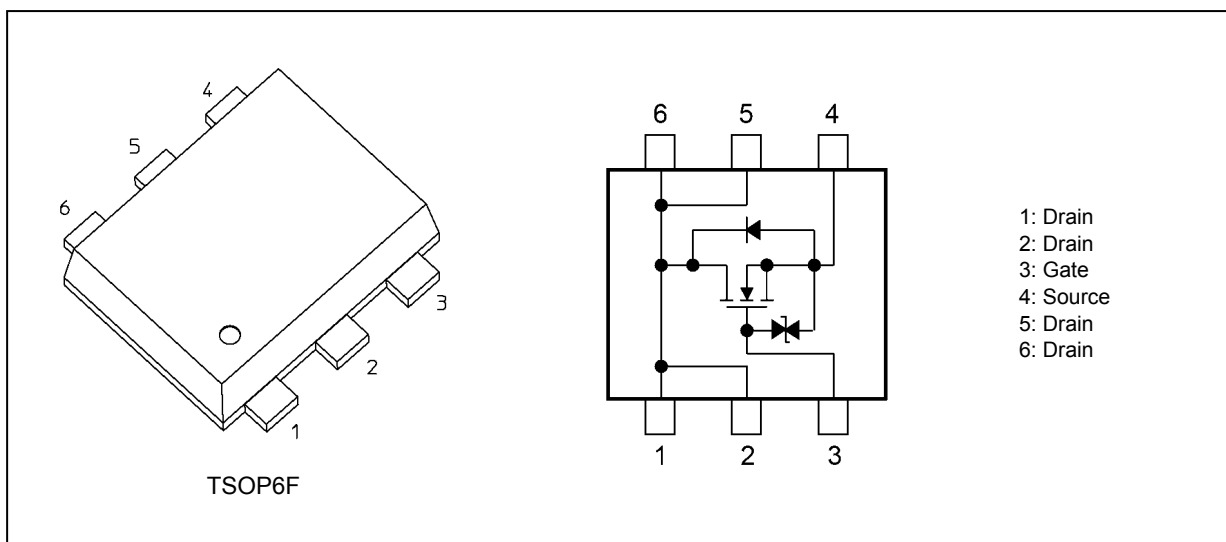 4
5
6
3
2
1
TSOP6F
6 5 4
1 2 3
1: Drain
2: Drain
3: Gate
4: Source
5: Drain
6: Drain